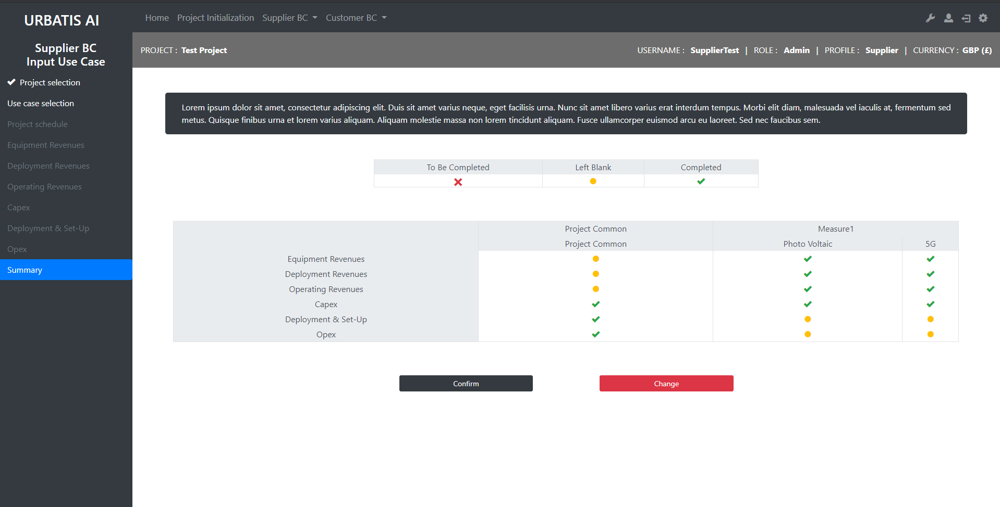 URBATIS AI
Home Project Initialization Supplier BC Customer BC
Supplier BC
Input Use Case
PROJECT : Test Project
USERNAME : SupplierTest | ROLE : Admin | PROFILE : Supplier | CURRENCY : GBP (£)
Project selection
Use case selection
Project schedule
Equipment Revenues
Deployment Revenues
Operating Revenues
Capex
Deployment & Set-Up
Opex
Summary
Lorem ipsum dolor sit amet, consectetur adipiscing elit. Duis sit amet varius neque, eget facilisis urna. Nunc sit amet libero varius erat interdum tempus. Morbi elit diam, malesuada vel iaculis at, fermentum sed
metus. Quisque finibus urna et lorem varius aliquam. Aliquam molestie massa non lorem tincidunt aliquam. Fusce ullamcorper euismod arcu eu laoreet. Sed nec faucibus sem.
To Be Completed Left Blank Completed
Project Common Measure1
Project Common Photo Voltaic 5G
Equipment Revenues
Deployment Revenues
Operating Revenues
Capex
Deployment & Set-Up
Opex
Confirm Change